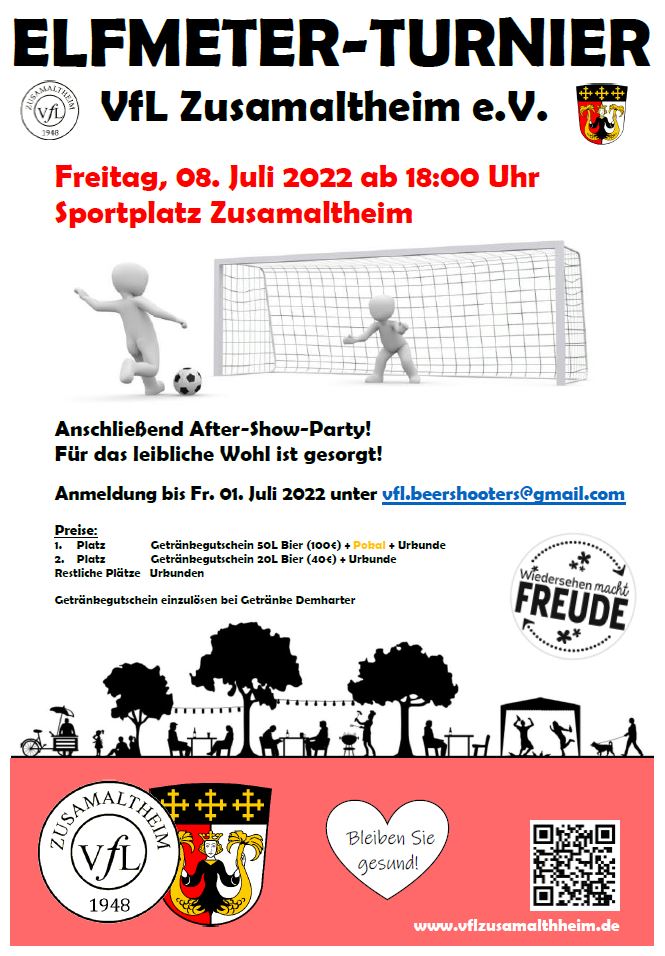 ELFMETER-TURNIER
VfL Zusamaltheim e.V.
ZUSAMALTHEIM
VfL
1948
Freitag, 08. Juli 2022 ab 18:00 Uhr
Sportplatz Zusamaltheim
Anschließend After-Show-Party!
Für das leibliche Wohl ist gesorgt!
Anmeldung bis Fr. 01. Juli 2022 unter vfl.beershooters@gmail.com
Preise:
1. Platz Getränkegutschein 50L Bier (100€) + Pokal + Urkunde
2. Platz Getränkegutschein 20L Bier (40€) + Urkunde
Restliche Plätze Urkunden
Getränkegutschein einzulösen bei Getränke Demharter
Wiedersehen macht
FREUDE
ZUSAMALTHEIM
VfL
1948
Bleiben Sie
gesund!
www.vflzusamalthheim.de